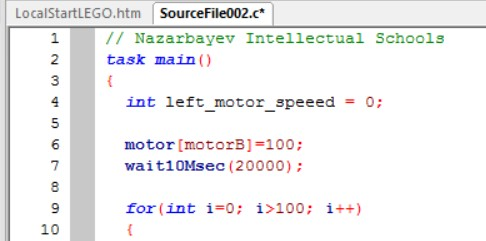 LocalStartLEGO.htm SourceFile002.c*
1 // Nazarbayev Intellectual Schools
2 task main()
3 {
4 int left_motor_speeed = 0;
5
6 motor[motorB]=100;
7 wait10Msec(20000);
8
9 for(int i=0; i>100; i++)
10 {